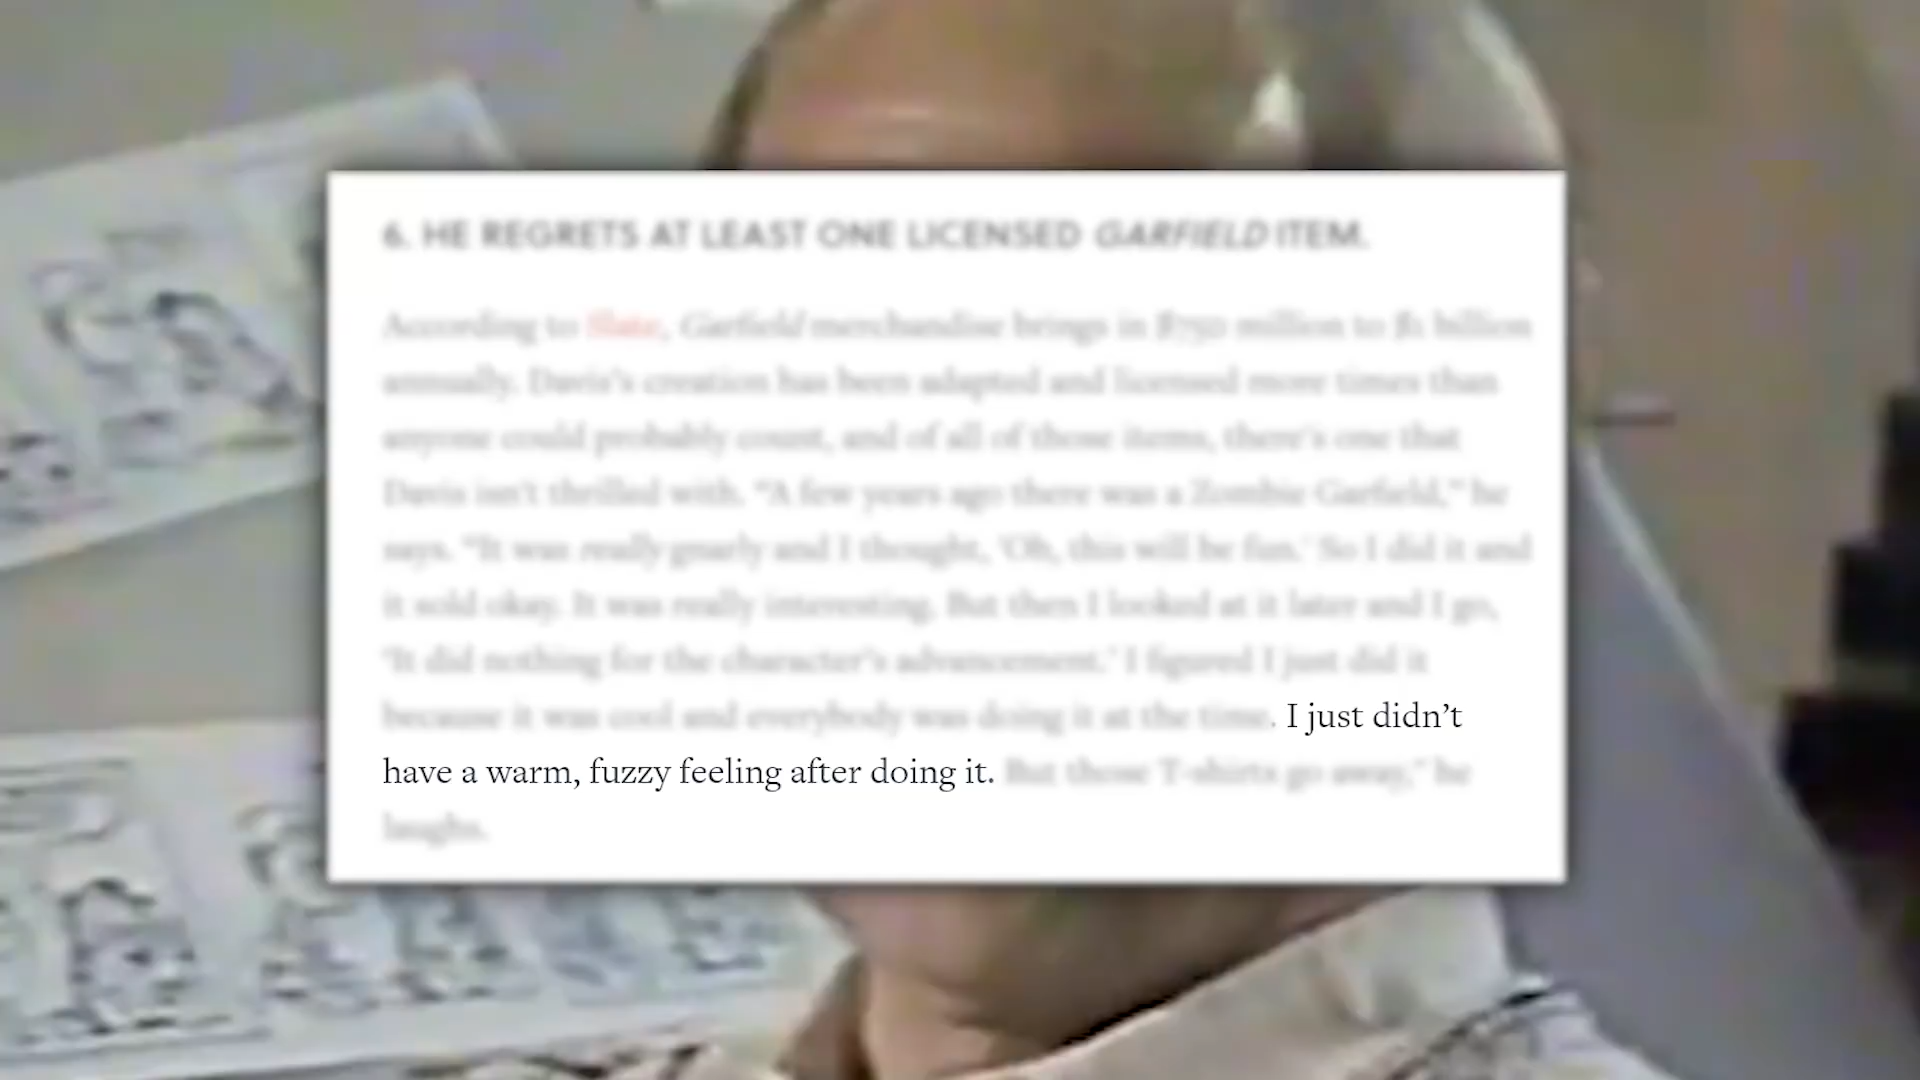 6. HE REGRETS AT LEAST ONE LICENSED GARFIELD ITEM.
According to Slate, Garfield merchandise brings in $750 million to $1 billion
annually. Davis's creation has been adapted and licensed more times than
anyone could probably count, and of all of those items, there's one that
Davis isn't thrilled with. “A few years ago there was a Zombie Garfield,” he
says. “It was really gnarly and I thought, ‘Oh, this will be fun.’ So I did it and
it sold okay. It was really interesting. But then I looked at it later and I go,
‘It did nothing for the character's advancement.’ I figured I just did it
because it was cool and everybody was doing it at the time. I just didn’t
have a warm, fuzzy feeling after doing it. But those T-shirts go away,” he
laughs.